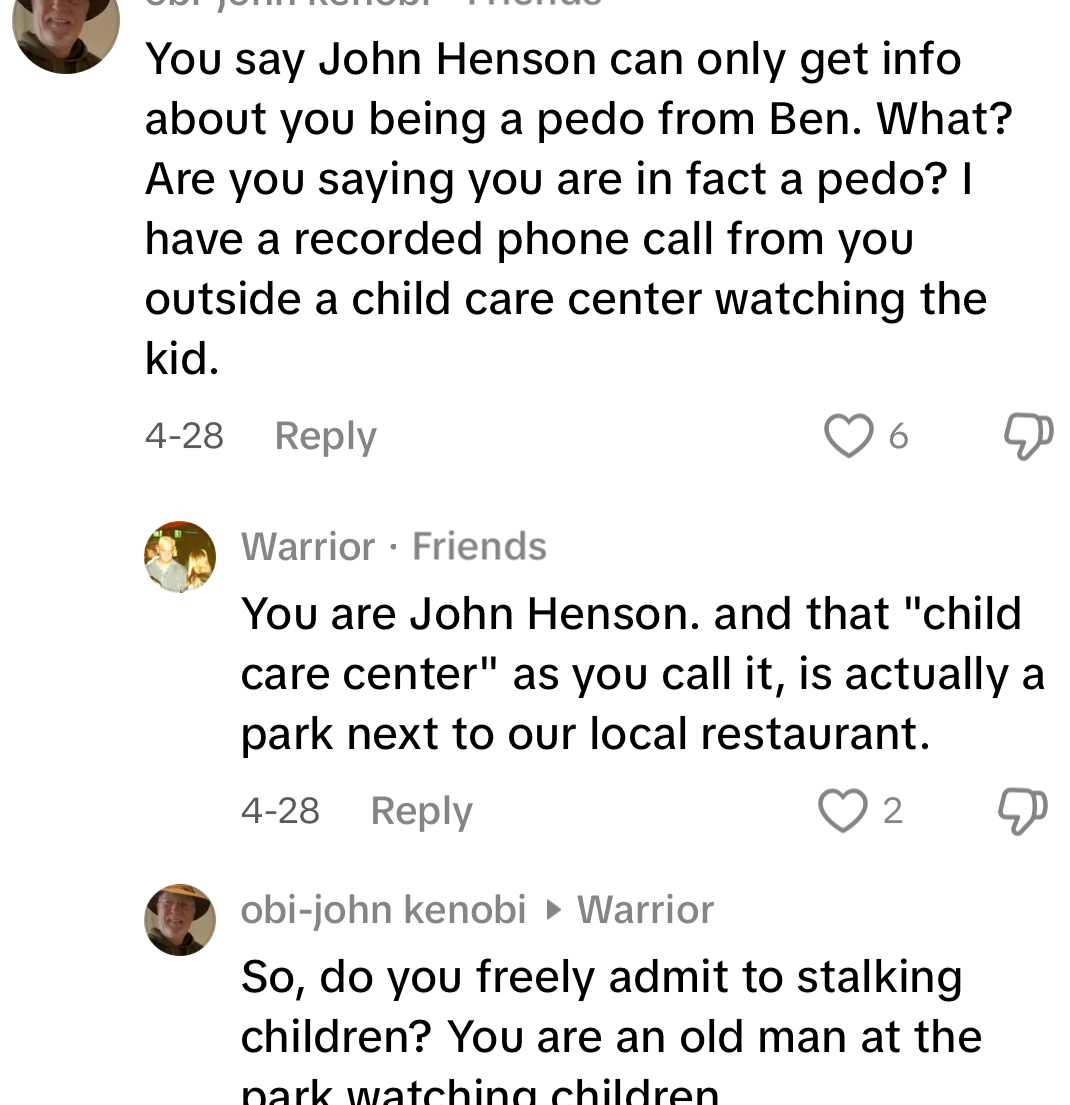 obi-john kenobi · Friends
You say John Henson can only get info
about you being a pedo from Ben. What?
Are you saying you are in fact a pedo? I
have a recorded phone call from you
outside a child care center watching the
kid.
4-28 Reply 6
Warrior · Friends
You are John Henson. and that "child
care center" as you call it, is actually a
park next to our local restaurant.
4-28 Reply 2
obi-john kenobi ▸ Warrior
So, do you freely admit to stalking
children? You are an old man at the
park watching children